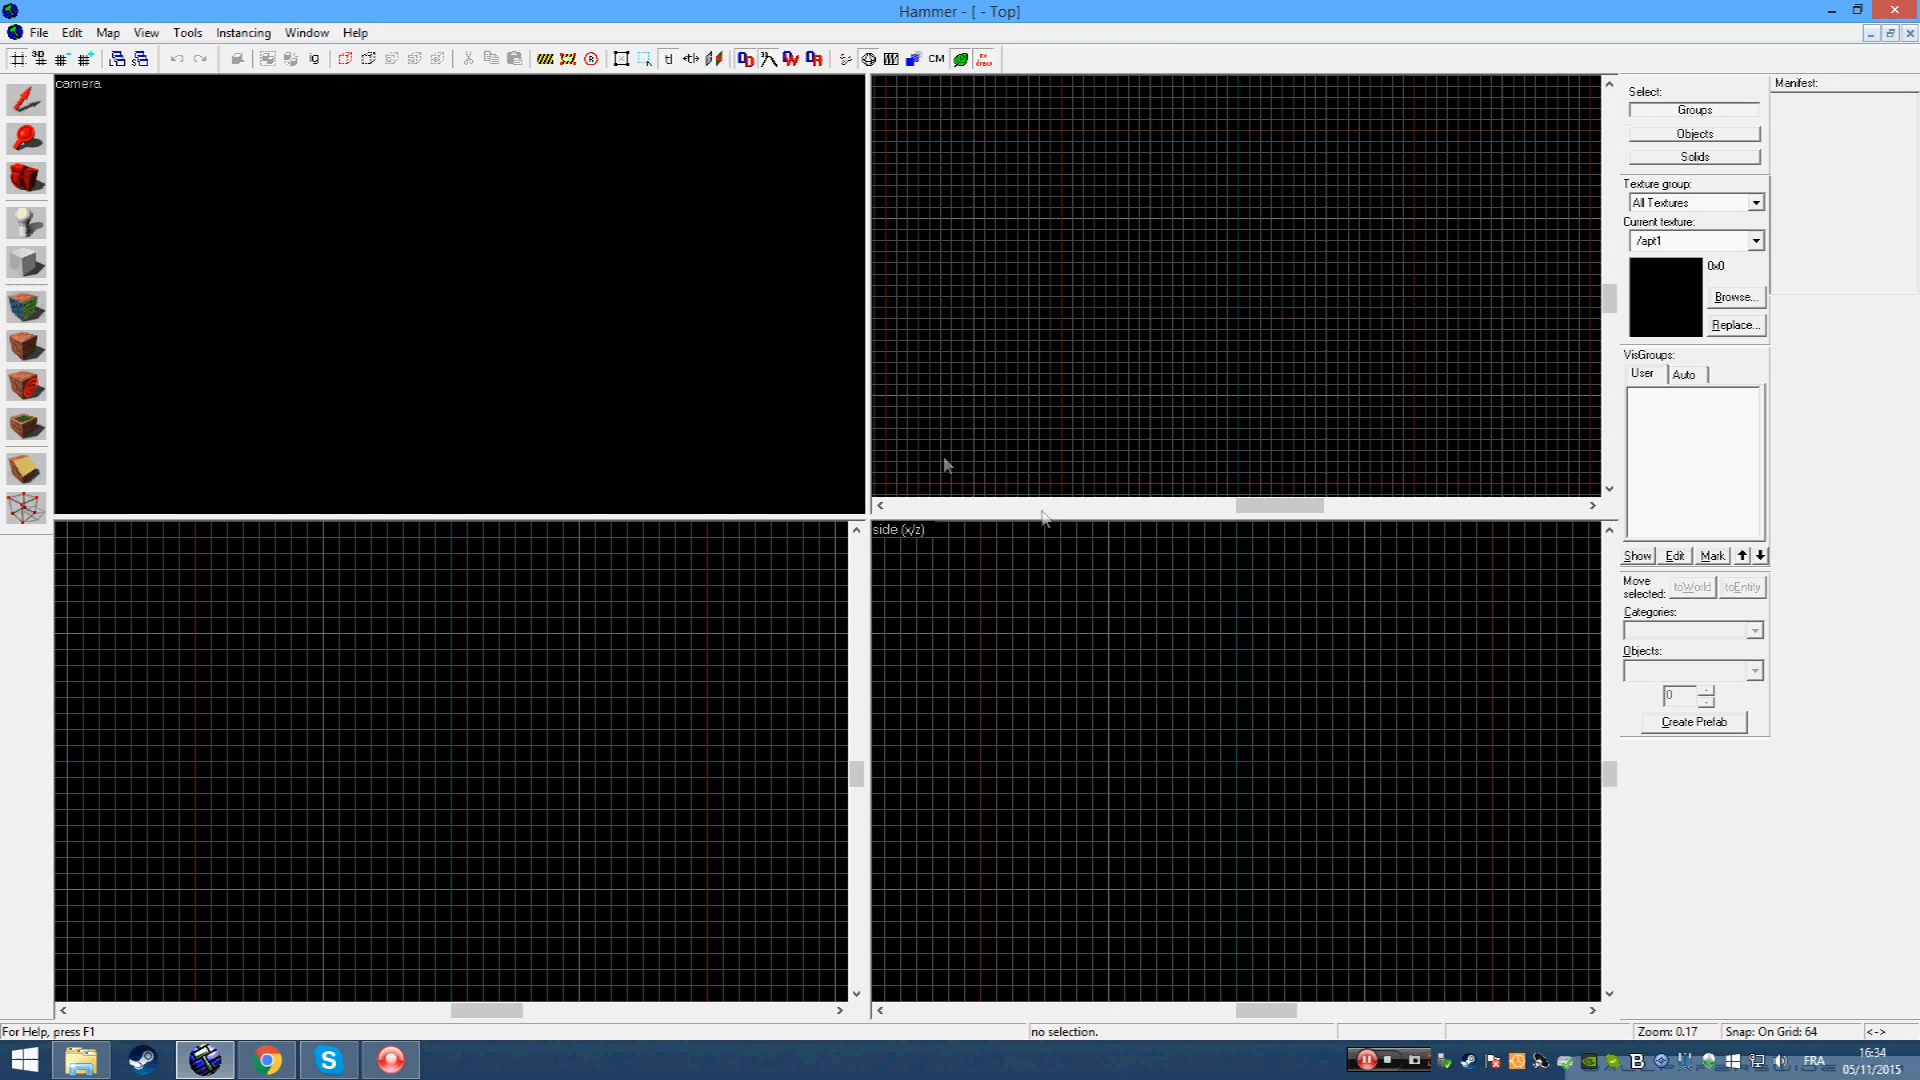 Hammer - [ - Top]
File Edit Map View Tools Instancing Window Help
3D
ig
tl
CM
camera
side (x/z)
Select:
Groups
Objects
Solids
Texture group:
All Textures
Current texture:
/apt1
0x0
Browse...
Replace...
VisGroups:
User Auto
Show Edit Mark
Move selected:
toWorld toEntity
Categories:
Objects:
0
Create Prefab
Manifest:
For Help, press F1
no selection.
Zoom: 0.17
Snap: On Grid: 64
<->
FRA
16:34
05/11/2015